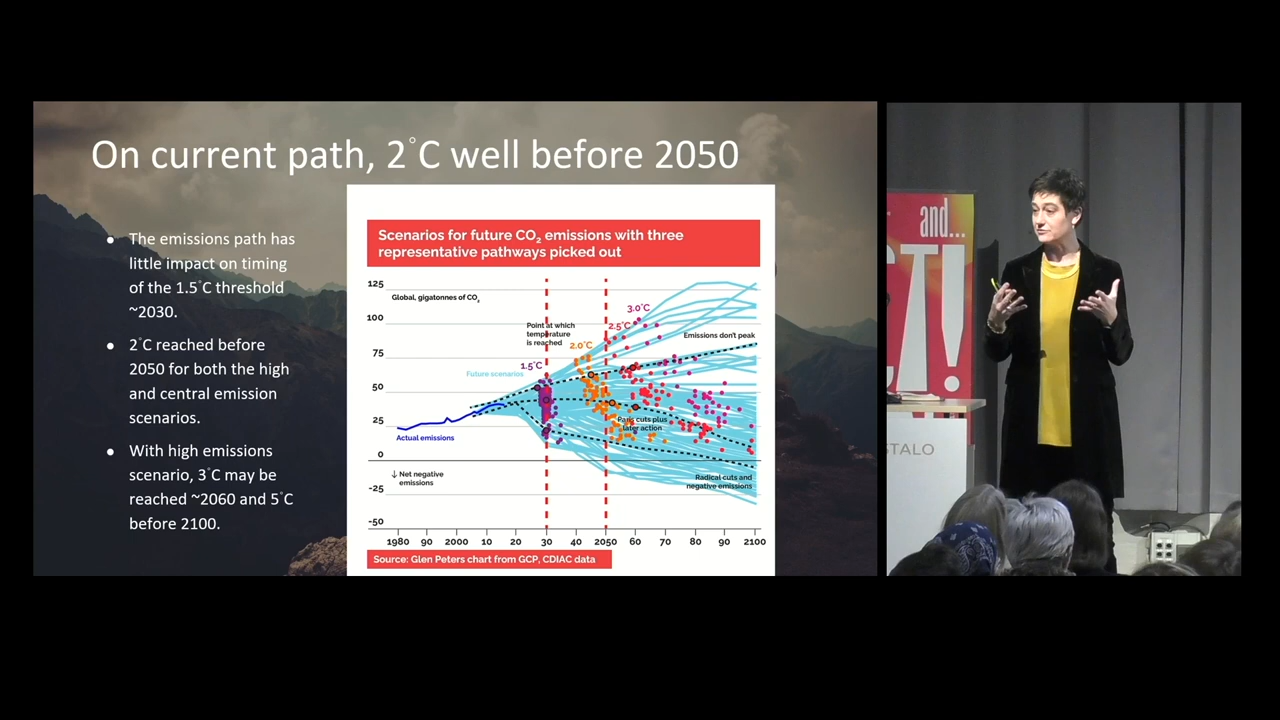 On current path, 2°C well before 2050
● The emissions path has
little impact on timing
of the 1.5°C threshold
~2030.
● 2°C reached before
2050 for both the high
and central emission
scenarios.
● With high emissions
scenario, 3°C may be
reached ~2060 and 5°C
before 2100.
Scenarios for future CO₂ emissions with three
representative pathways picked out
Global, gigatonnes of CO₂
125
100
75
50
25
0
-25
-50
Point at which
temperature
is reached
3.0°C
2.5°C
2.0°C
1.5°C
Emissions don't peak
Future scenarios
Actual emissions
Paris cuts plus
later action
↓ Net negative
emissions
Radical cuts and
negative emissions
1980 90 2000 10 20 30 40 2050 60 70 80 90 2100
Source: Glen Peters chart from GCP, CDIAC data
and...
CT!
STALO